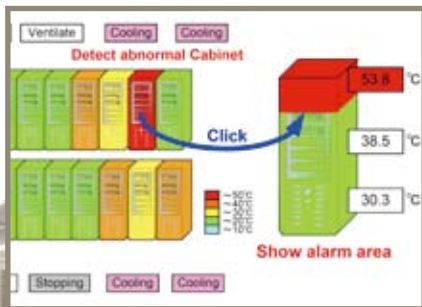 Ventilate Cooling Cooling
Detect abnormal Cabinet
53.8 °C
Click
38.5 °C
30.3 °C
Show alarm area
Stopping Cooling Cooling